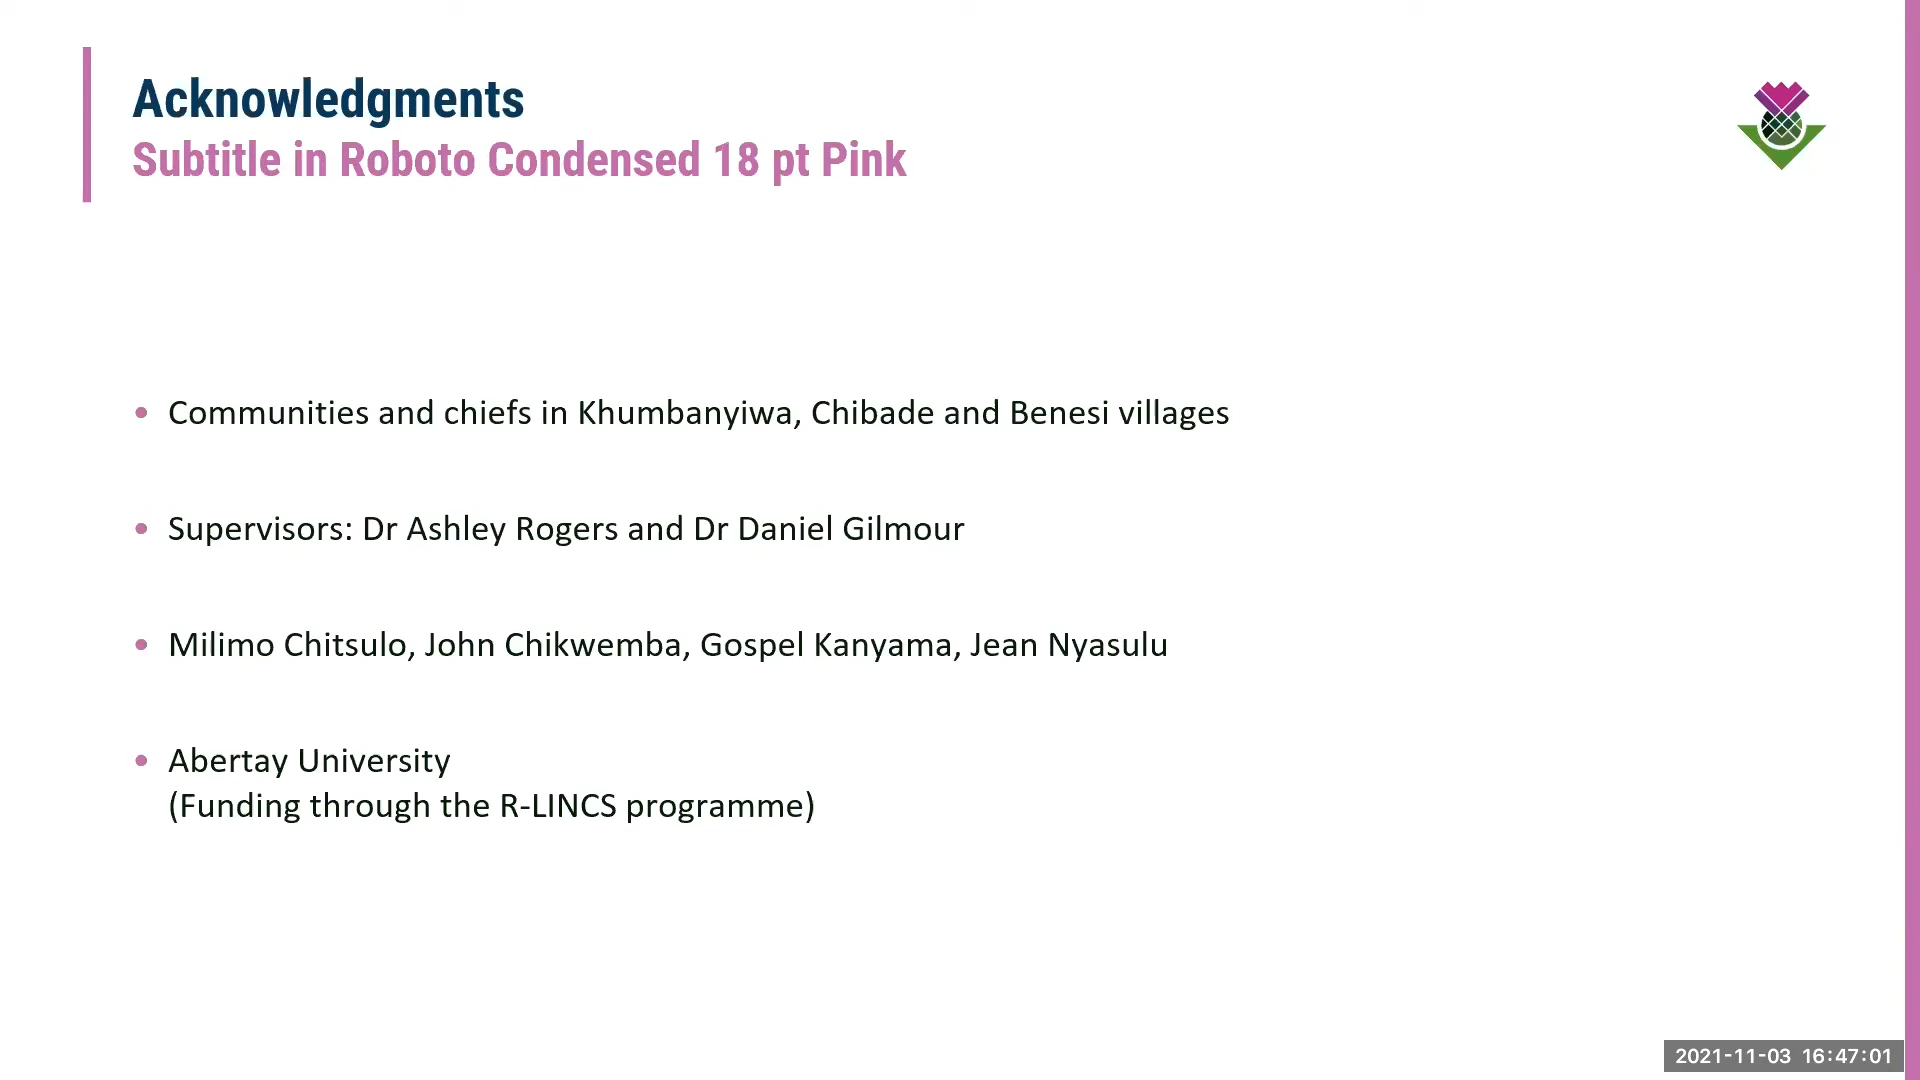 Acknowledgments
Subtitle in Roboto Condensed 18 pt Pink
• Communities and chiefs in Khumbanyiwa, Chibade and Benesi villages
• Supervisors: Dr Ashley Rogers and Dr Daniel Gilmour
• Milimo Chitsulo, John Chikwemba, Gospel Kanyama, Jean Nyasulu
• Abertay University
(Funding through the R-LINCS programme)
2021-11-03 16:47:01